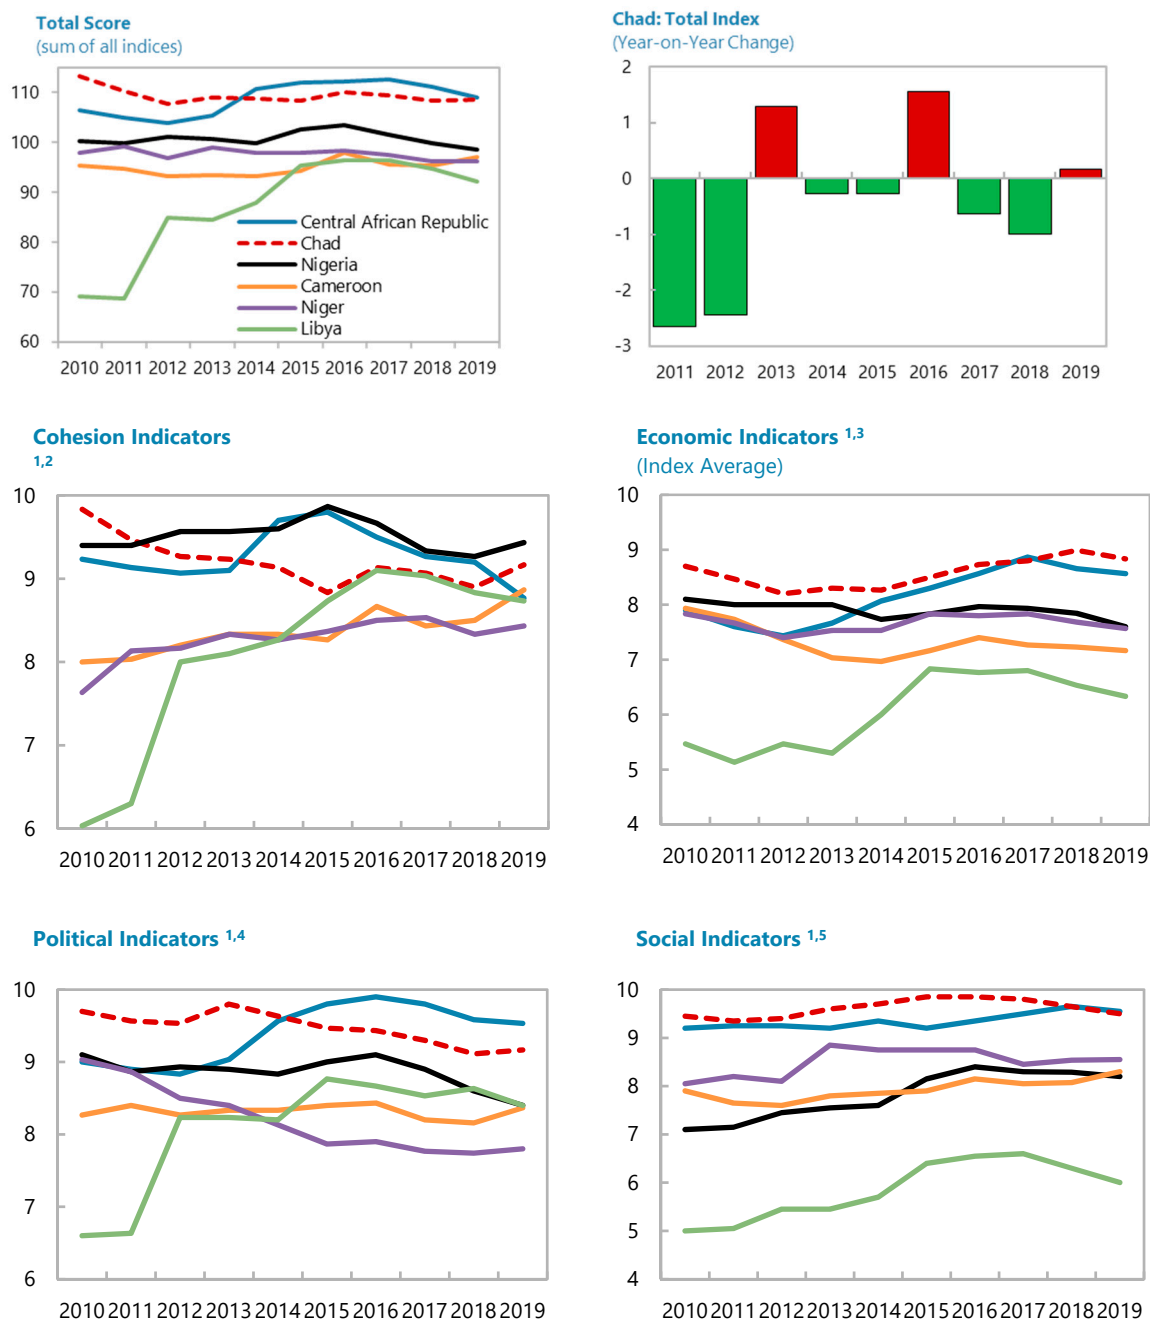 Total Score
(sum of all indices)
110
100
90
80
70
60
Central African Republic
Chad
Nigeria
Cameroon
Niger
Libya
2010 2011 2012 2013 2014 2015 2016 2017 2018 2019
Chad: Total Index
(Year-on-Year Change)
2
1
0
-1
-2
-3
2011 2012 2013 2014 2015 2016 2017 2018 2019
Cohesion Indicators
1,2
10
9
8
7
6
2010 2011 2012 2013 2014 2015 2016 2017 2018 2019
Economic Indicators 1,3
(Index Average)
10
9
8
7
6
5
4
2010 2011 2012 2013 2014 2015 2016 2017 2018 2019
Political Indicators 1,4
10
9
8
7
6
2010 2011 2012 2013 2014 2015 2016 2017 2018 2019
Social Indicators 1,5
10
9
8
7
6
5
4
2010 2011 2012 2013 2014 2015 2016 2017 2018 2019